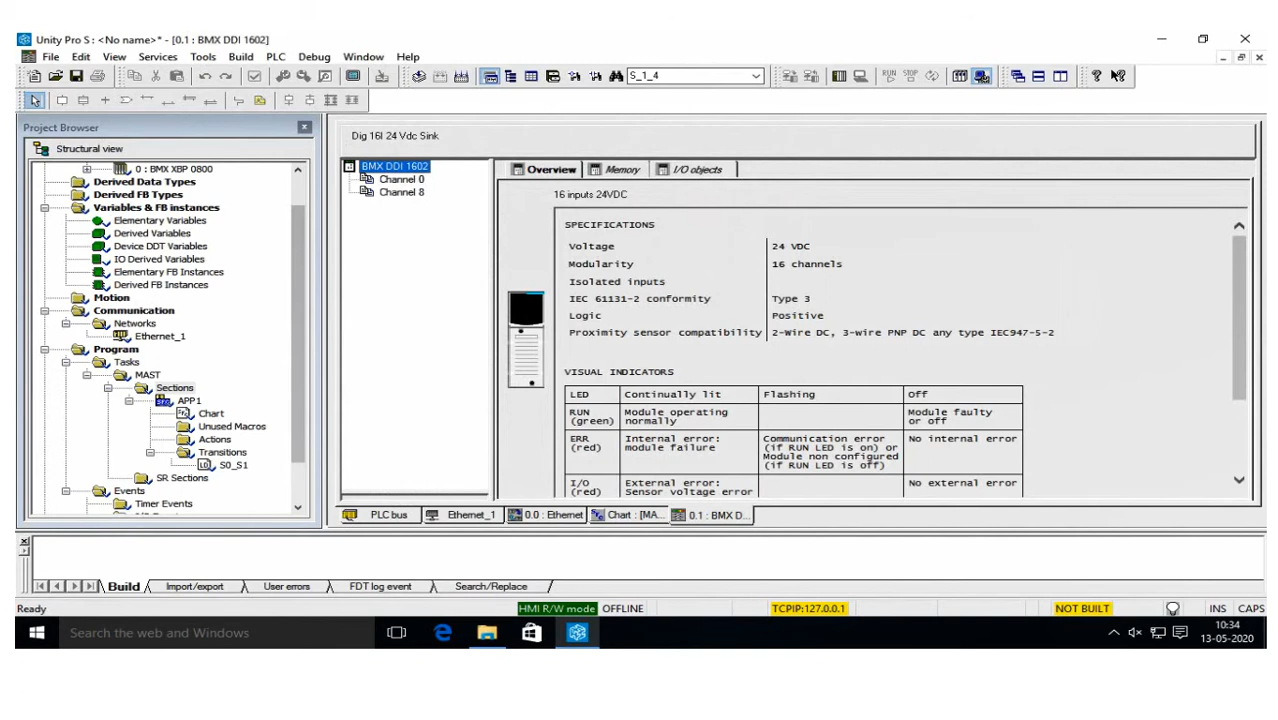 Unity Pro S : <No name>* - [0.1 : BMX DDI 1602]
File Edit View Services Tools Build PLC Debug Window Help
S_1_4
Project Browser
Structural view
0 : BMX XBP 0800
Derived Data Types
Derived FB Types
Variables & FB instances
Elementary Variables
Derived Variables
Device DDT Variables
IO Derived Variables
Elementary FB Instances
Derived FB Instances
Motion
Communication
Networks
Ethernet_1
Program
Tasks
MAST
Sections
APP1
Chart
Unused Macros
Actions
Transitions
S0_S1
SR Sections
Events
Timer Events
Dig 16I 24 Vdc Sink
BMX DDI 1602
Channel 0
Channel 8
Overview Memory I/O objects
16 inputs 24VDC
SPECIFICATIONS
Voltage 24 VDC
Modularity 16 channels
Isolated inputs
IEC 61131-2 conformity Type 3
Logic Positive
Proximity sensor compatibility 2-Wire DC, 3-wire PNP DC any type IEC947-5-2
VISUAL INDICATORS
LED Continually lit Flashing Off
RUN (green) Module operating normally Module faulty or off
ERR (red) Internal error: module failure Communication error (if RUN LED is on) or Module non configured (if RUN LED is off) No internal error
I/O (red) External error: Sensor voltage error No external error
PLC bus Ethernet_1 0.0 : Ethernet Chart : [MA... 0.1 : BMX D...
Build Import/export User errors FDT log event Search/Replace
Ready HMI R/W mode OFFLINE TCPIP:127.0.0.1 NOT BUILT INS CAPS
Search the web and Windows
10:34
13-05-2020